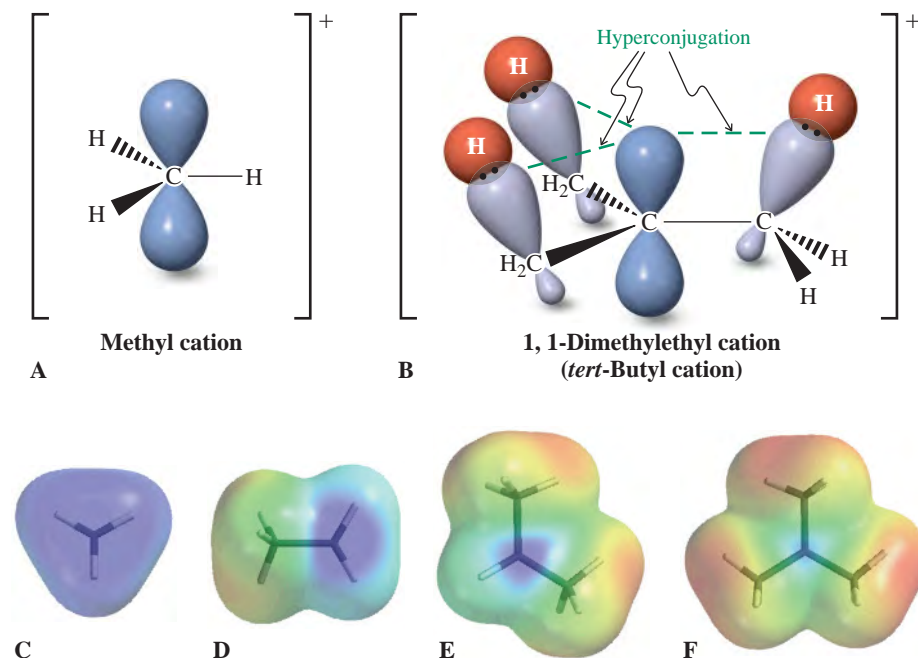 +
H
H
C
H
Methyl cation
A
Hyperconjugation
+
H
H
H
H₂C
C
C
H₂C
H
H
1, 1-Dimethylethyl cation
(tert-Butyl cation)
B
C
D
E
F